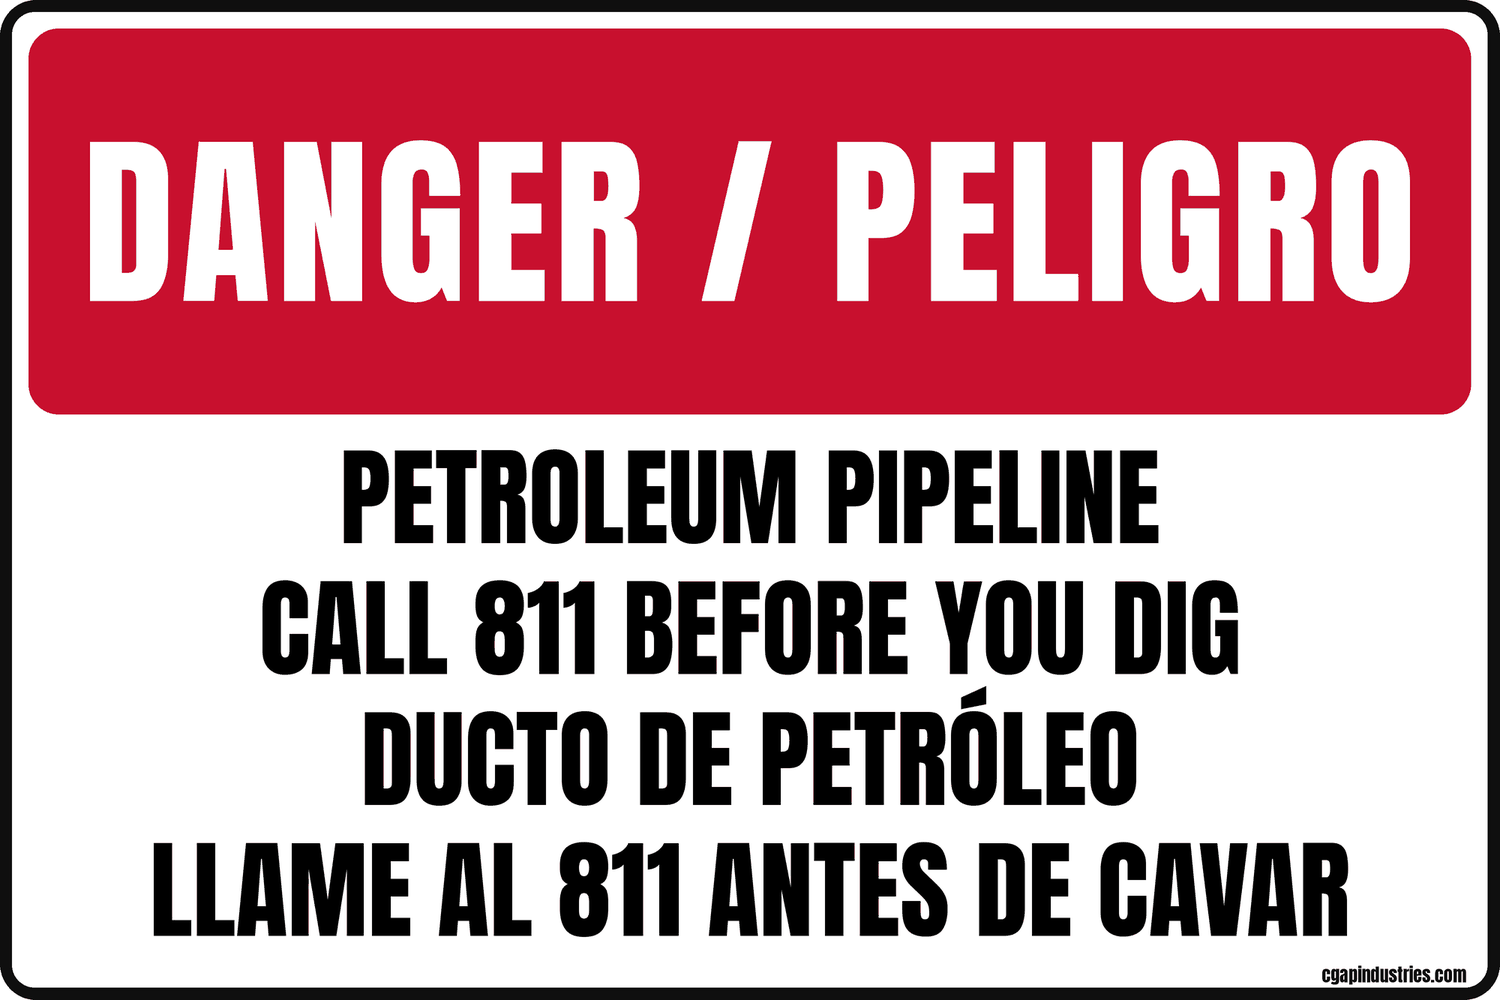 DANGER / PELIGRO
PETROLEUM PIPELINE
CALL 811 BEFORE YOU DIG
DUCTO DE PETRÓLEO
LLAME AL 811 ANTES DE CAVAR
cgapindustries.com